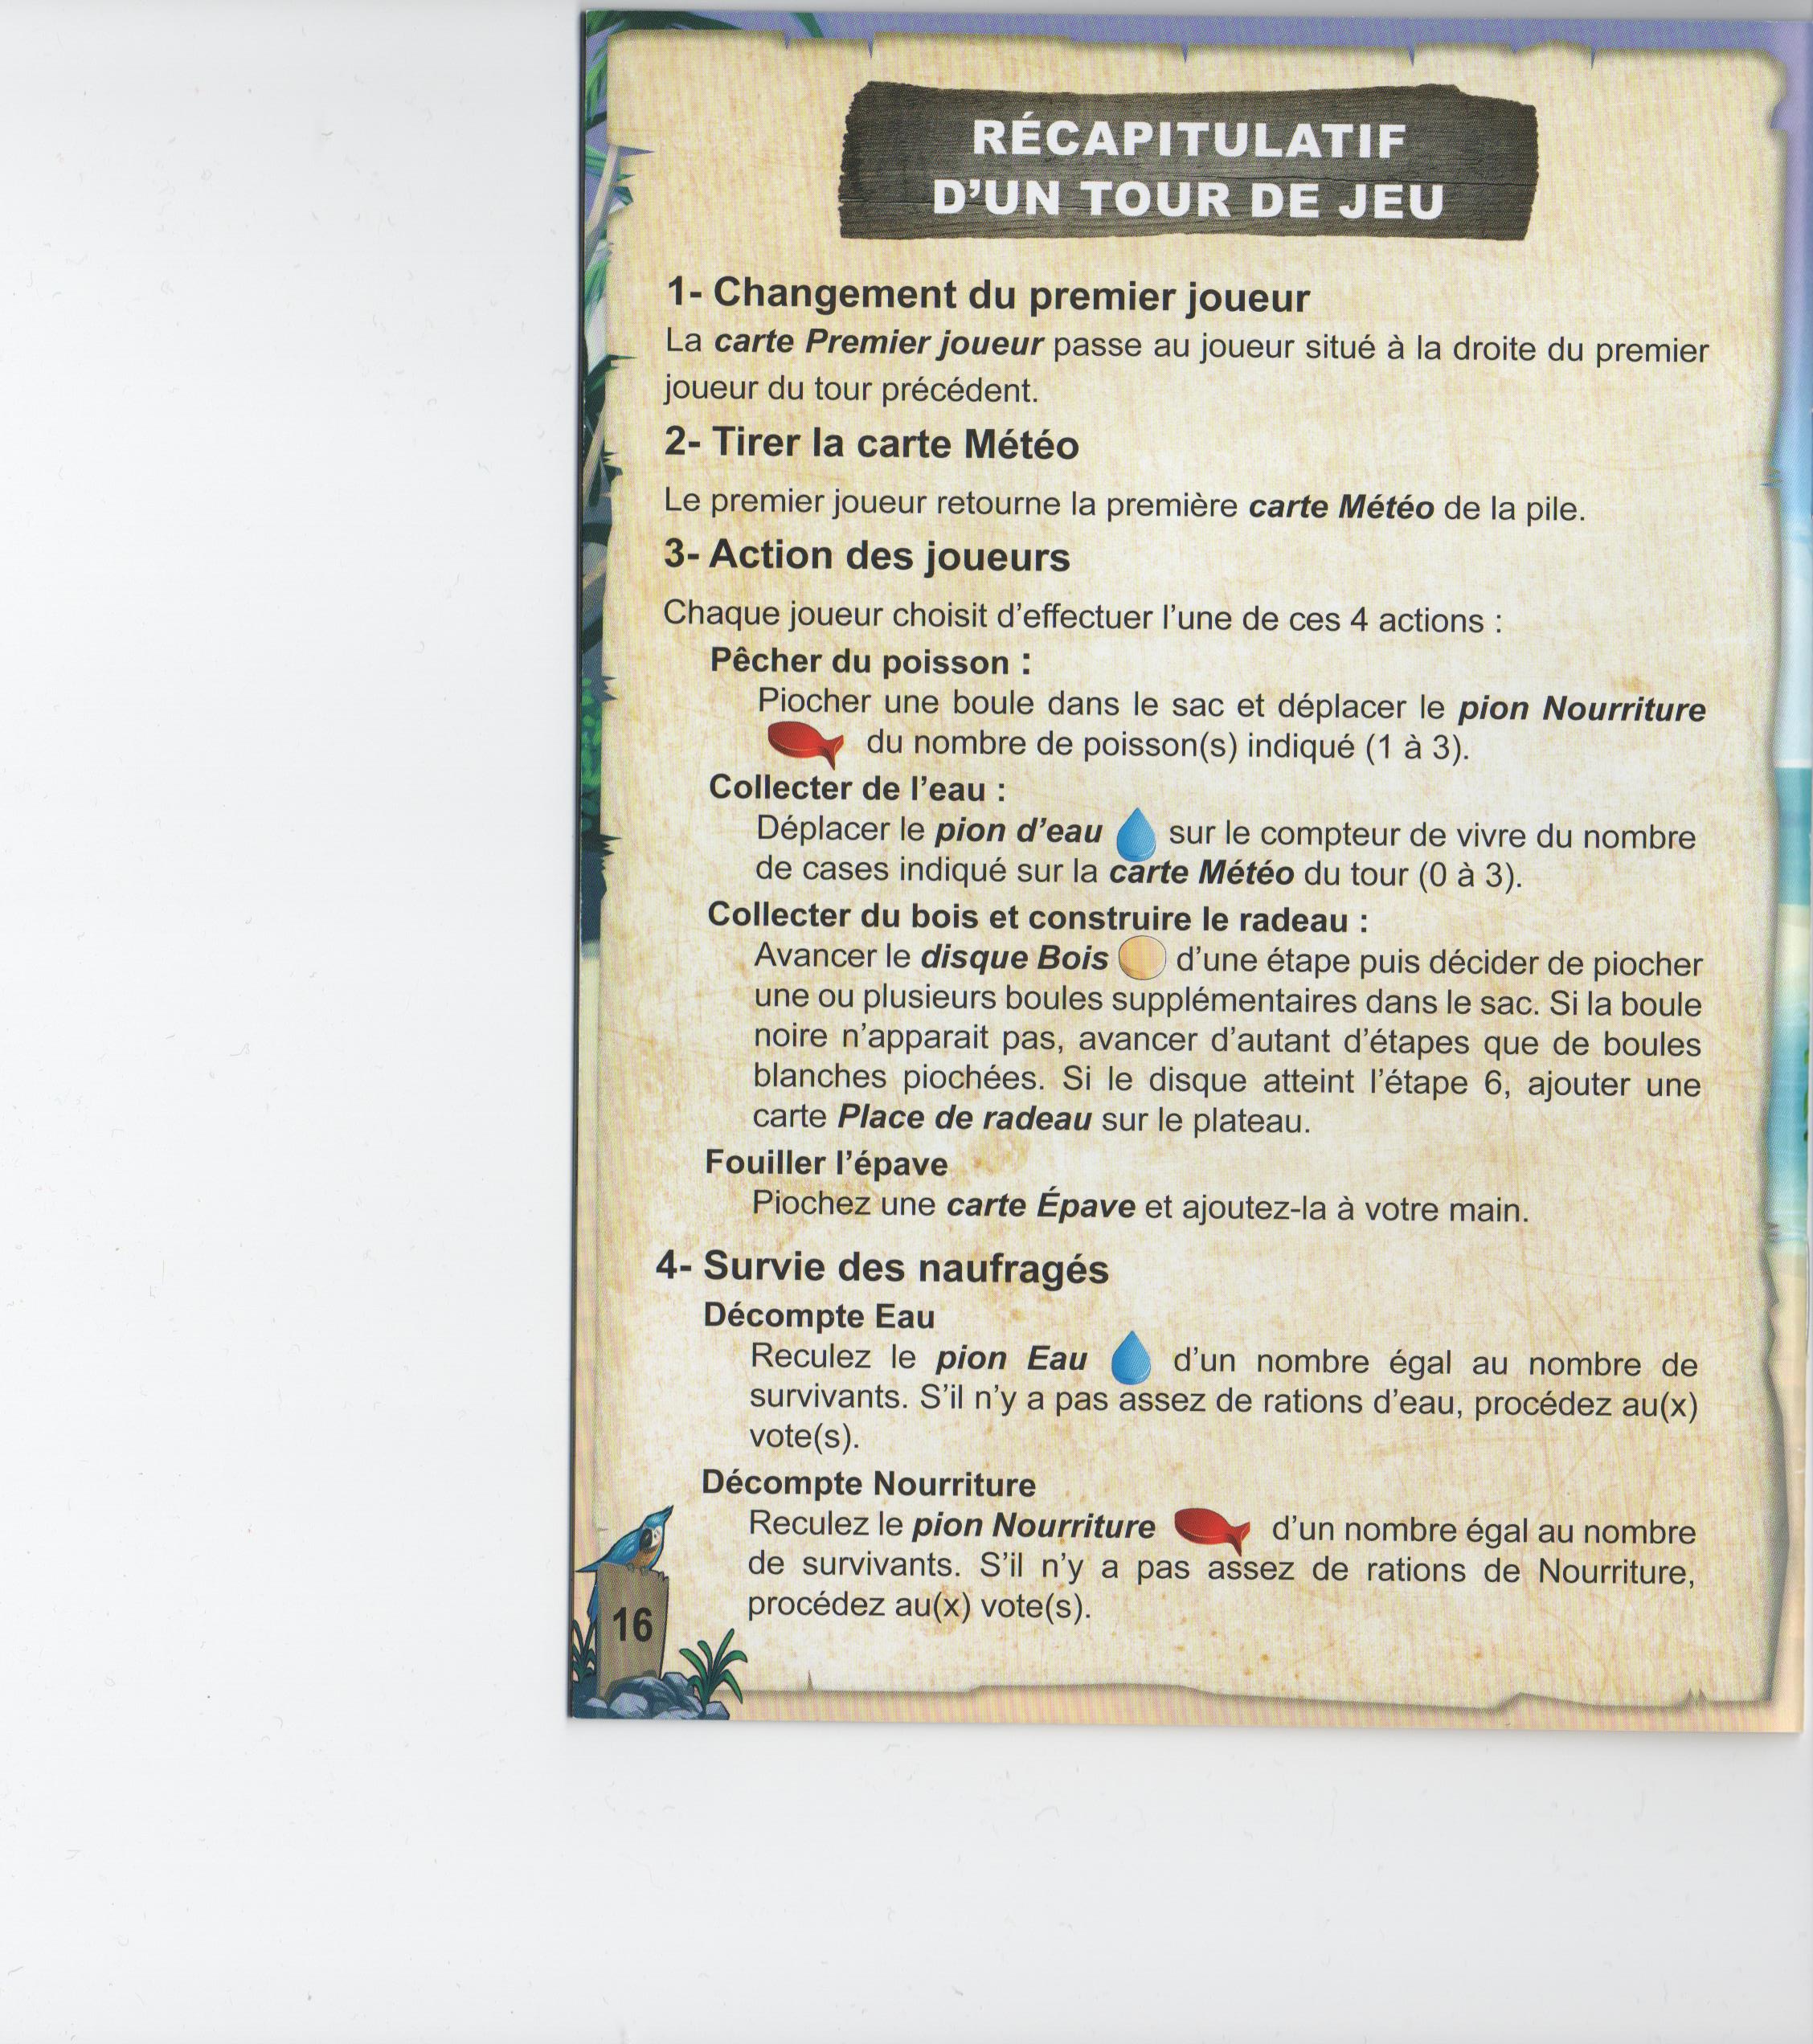 RÉCAPITULATIF
D’UN TOUR DE JEU
1- Changement du premier joueur
La carte Premier joueur passe au joueur situé à la droite du premier
joueur du tour précédent.
2- Tirer la carte Météo
Le premier joueur retourne la première carte Météo de la pile.
3- Action des joueurs
Chaque joueur choisit d’effectuer l’une de ces 4 actions :
Pêcher du poisson :
Piocher une boule dans le sac et déplacer le pion Nourriture
du nombre de poisson(s) indiqué (1 à 3).
Collecter de l’eau :
Déplacer le pion d’eau sur le compteur de vivre du nombre
de cases indiqué sur la carte Météo du tour (0 à 3).
Collecter du bois et construire le radeau :
Avancer le disque Bois d’une étape puis décider de piocher
une ou plusieurs boules supplémentaires dans le sac. Si la boule
noire n’apparait pas, avancer d’autant d’étapes que de boules
blanches piochées. Si le disque atteint l’étape 6, ajouter une
carte Place de radeau sur le plateau.
Fouiller l’épave
Piochez une carte Épave et ajoutez-la à votre main.
4- Survie des naufragés
Décompte Eau
Reculez le pion Eau d’un nombre égal au nombre de
survivants. S’il n’y a pas assez de rations d’eau, procédez au(x)
vote(s).
Décompte Nourriture
Reculez le pion Nourriture d’un nombre égal au nombre
de survivants. S’il n’y a pas assez de rations de Nourriture,
procédez au(x) vote(s).
16